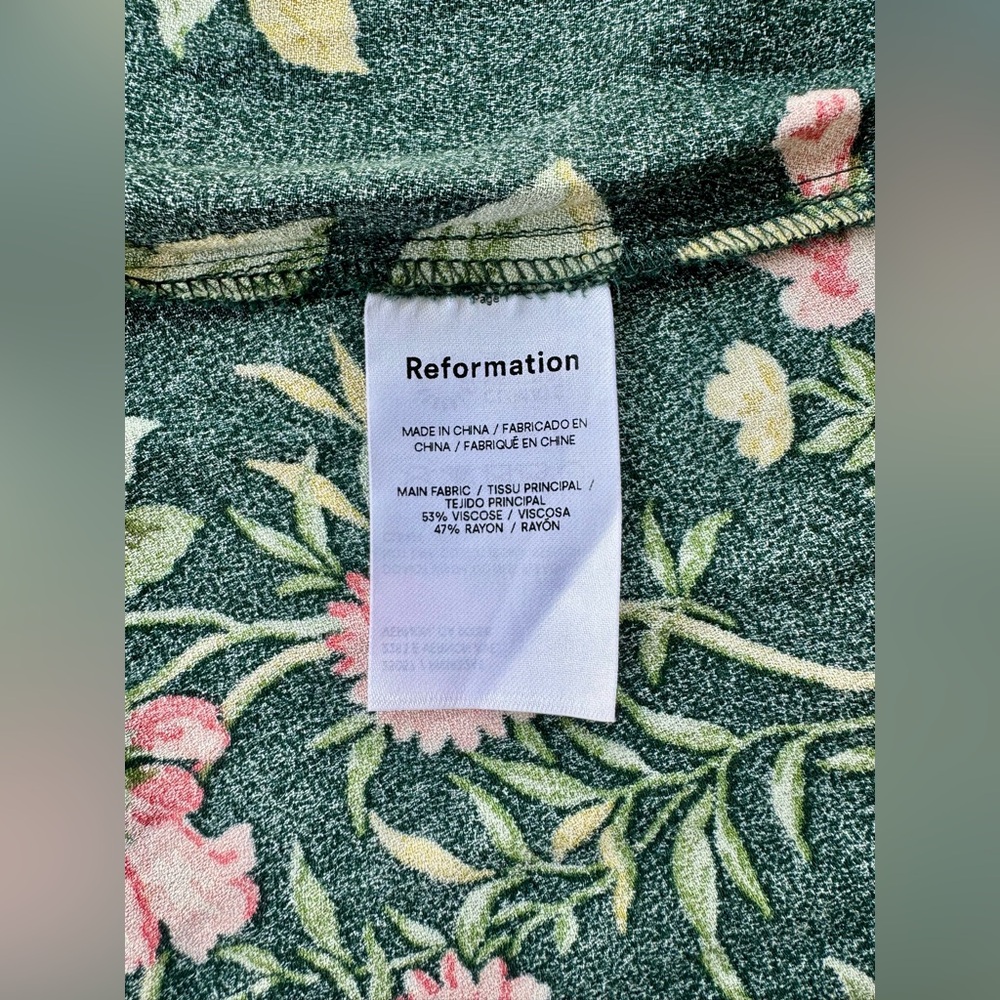 Page
Reformation
MADE IN CHINA / FABRICADO EN
CHINA / FABRIQUÉ EN CHINE
MAIN FABRIC / TISSU PRINCIPAL /
TEJIDO PRINCIPAL
53% VISCOSE / VISCOSA
47% RAYON / RAYÓN